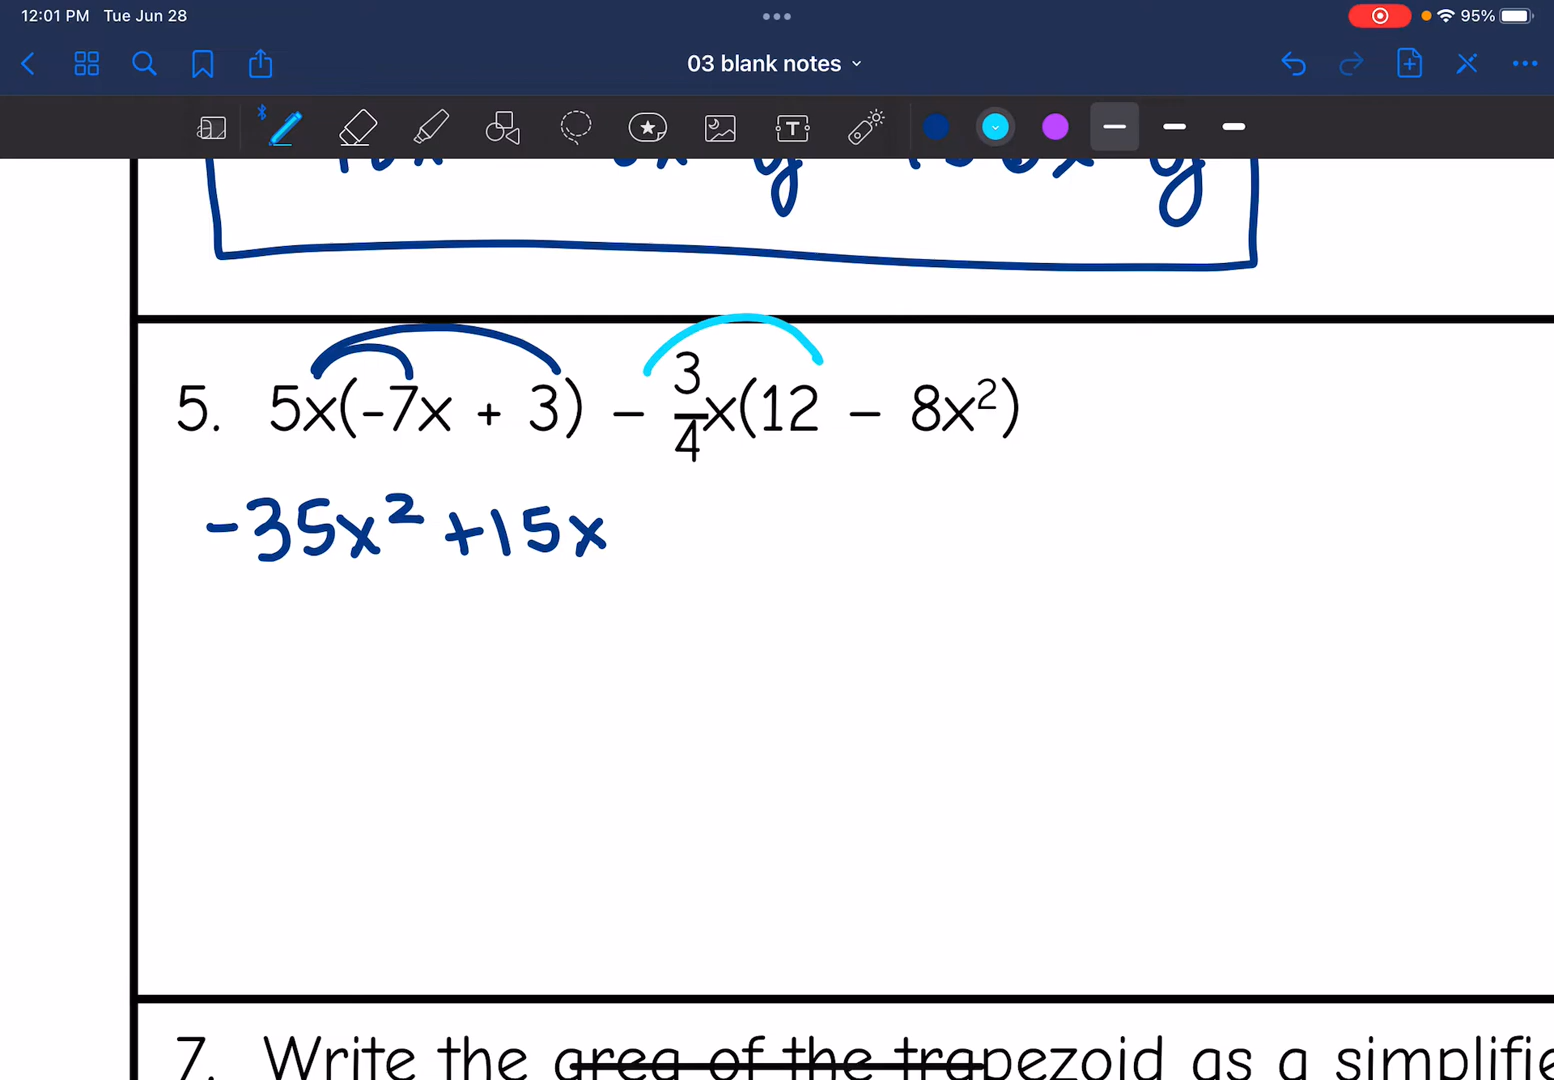 12:01 PM Tue Jun 28
95%
03 blank notes
5. 5x(-7x + 3) - 3/4x(12 - 8x²)
-35x² +15x
7. Write the area of the trapezoid as a simplifie